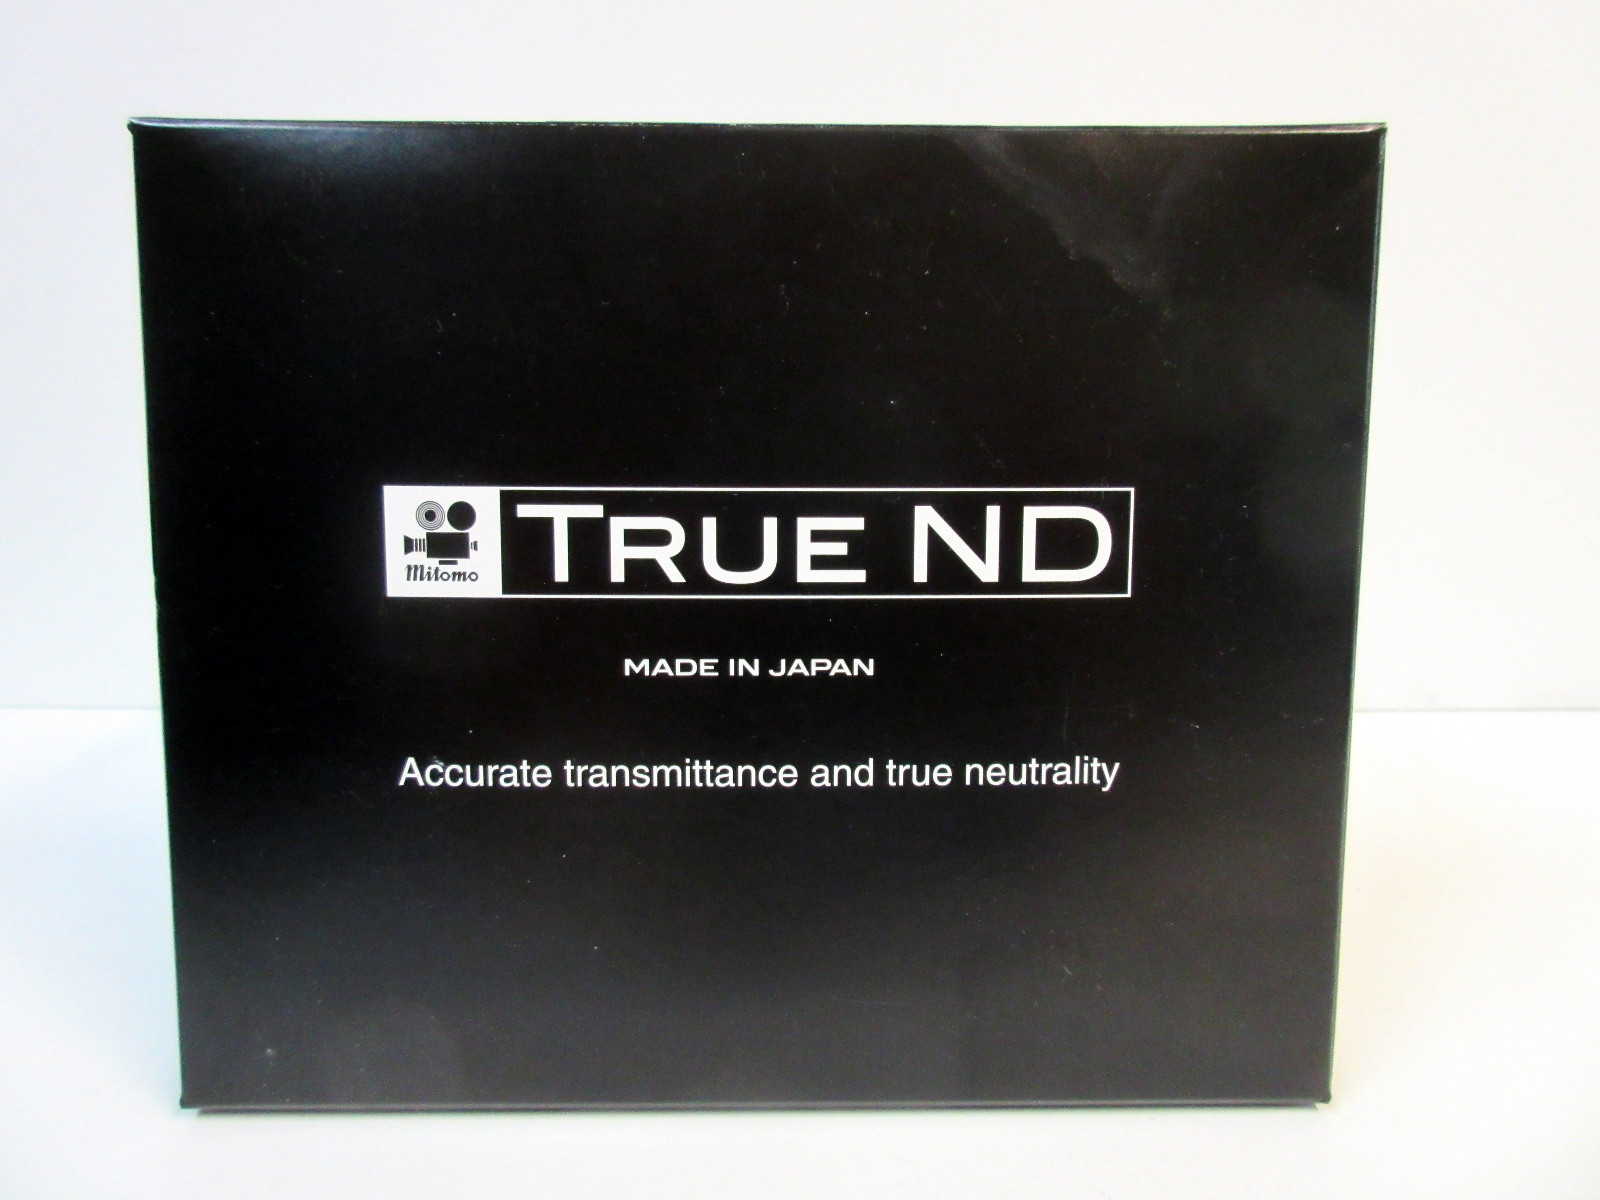 Mitomo
TRUE ND
MADE IN JAPAN
Accurate transmittance and true neutrality